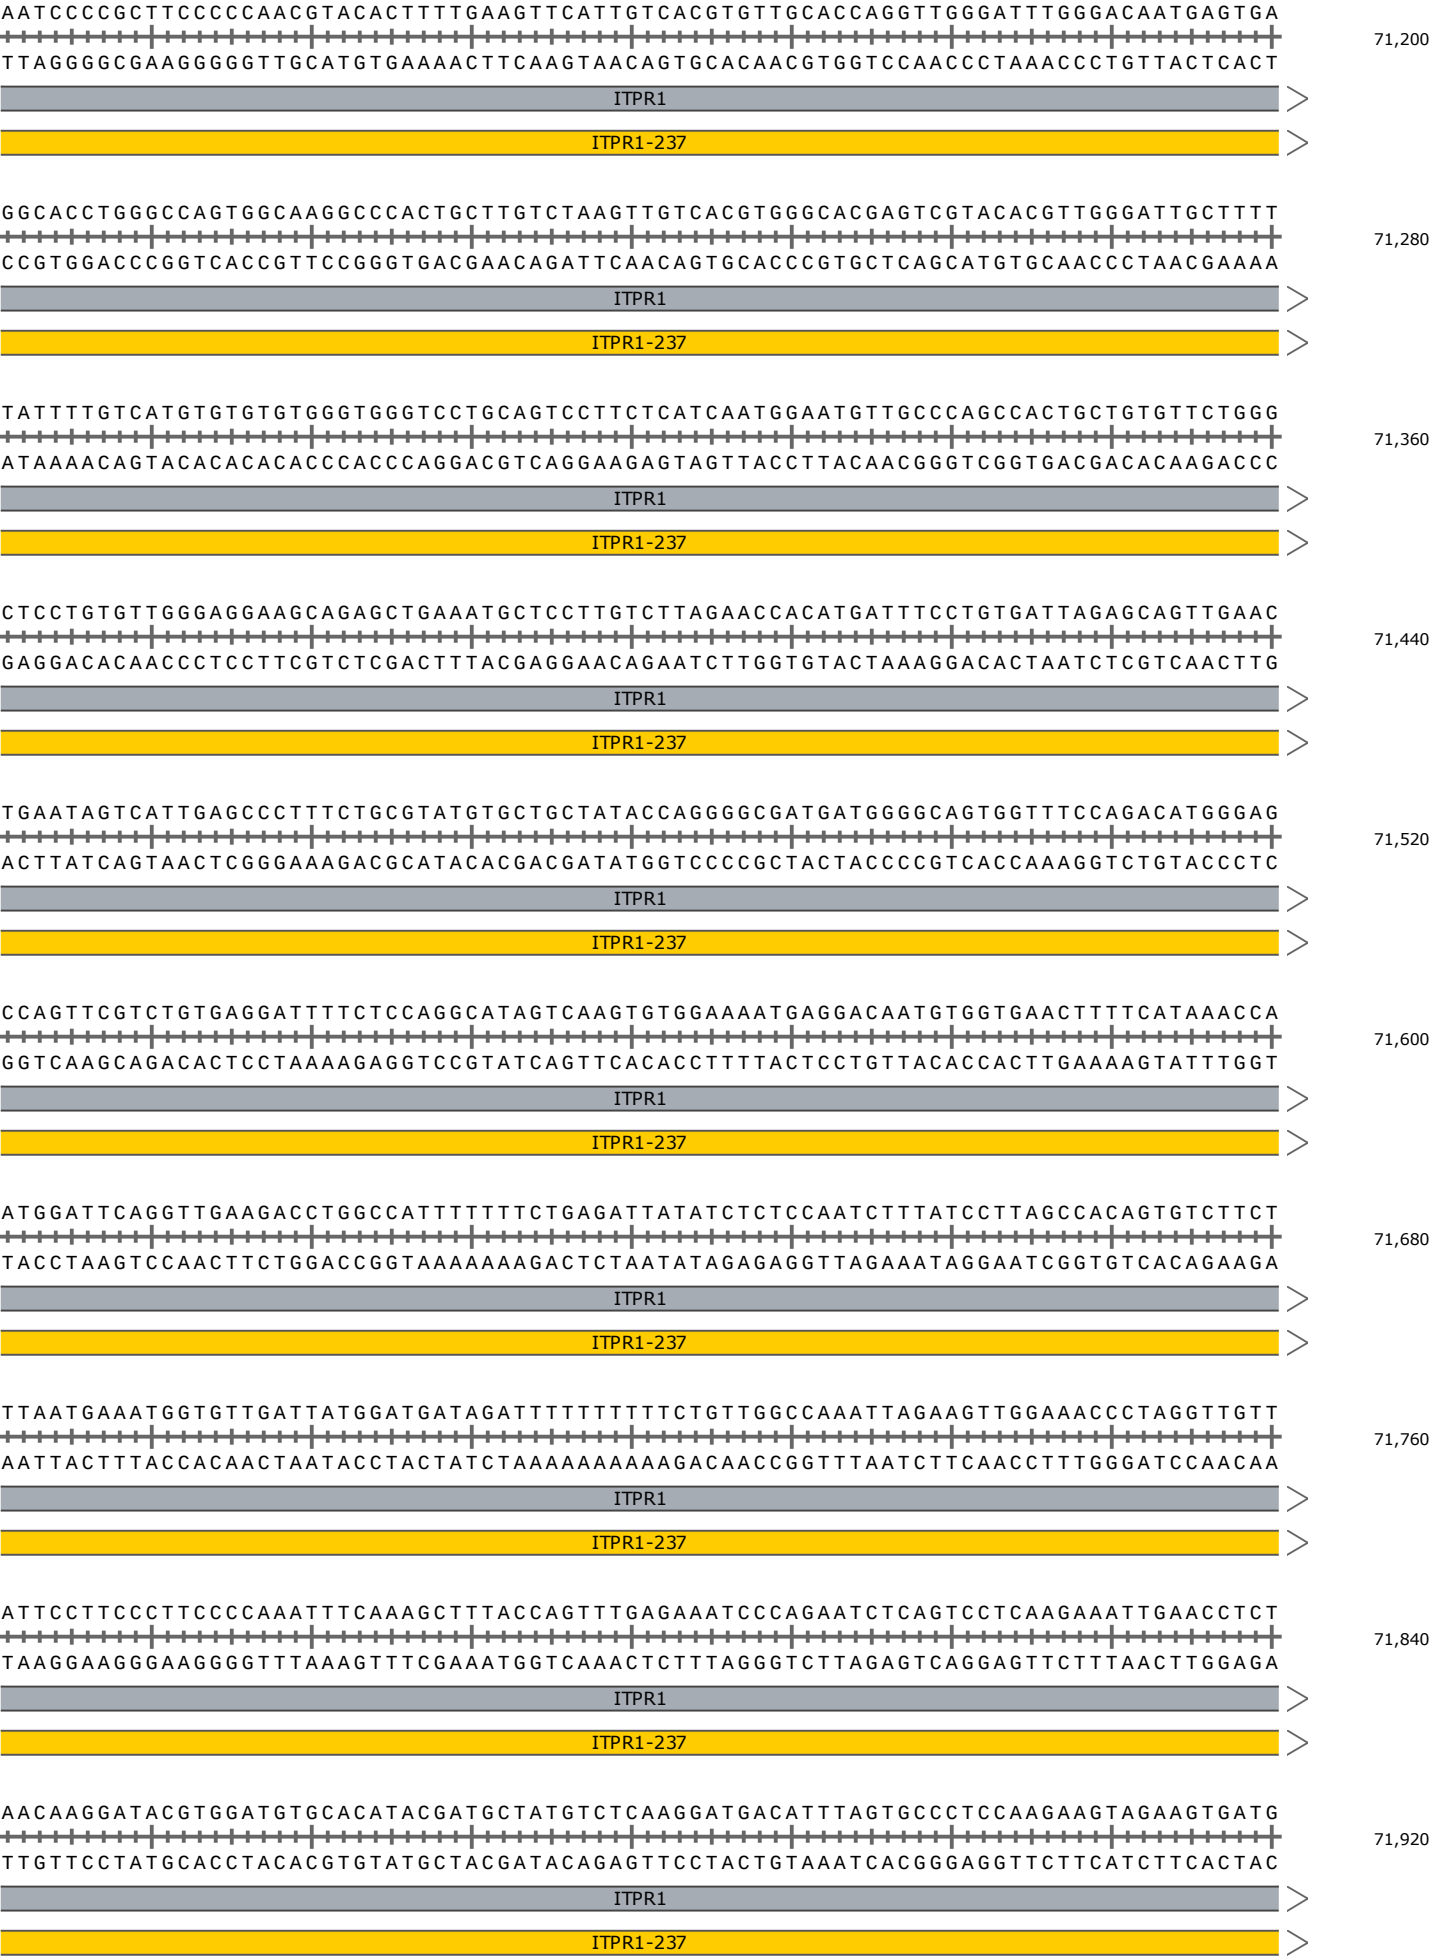 AATCCCCGCTTCCCCCAACGTACACTTTTGAAGTTCATTGTCACGTGTTGCACCAGGTTGGGATTTGGGACAATGAGTGA
71,200
TTAGGGGCGAAGGGGGTTGCATGTGAAAACTTCAAGTAACAGTGCACAACGTGGTCCAACCCTAAACCCTGTTACTCACT
ITPR1
ITPR1-237
GGCACCTGGGCCAGTGGCAAGGCCCACTGCTTGTCTAAGTTGTCACGTGGGCACGAGTCGTACACGTTGGGATTGCTTTT
71,280
CCGTGGACCCGGTCACCGTTCCGGGTGACGAACAGATTCAACAGTGCACCCGTGCTCAGCATGTGCAACCCTAACGAAAA
ITPR1
ITPR1-237
TATTTTGTCATGTGTGTGTGGGTGGGTCCTGCAGTCCTTCTCATCAATGGAATGTTGCCCAGCCACTGCTGTGTTCTGGG
71,360
ATAAAACAGTACACACACACCCACCCAGGACGTCAGGAAGAGTAGTTACCTTACAACGGGTCGGTGACGACACAAGACCC
ITPR1
ITPR1-237
CTCCTGTGTTGGGAGGAAGCAGAGCTGAAATGCTCCTTGTCTTAGAACCACATGATTTCCTGTGATTAGAGCAGTTGAAC
71,440
GAGGACACAACCCTCCTTCGTCTCGACTTTACGAGGAACAGAATCTTGGTGTACTAAAGGACACTAATCTCGTCAACTTG
ITPR1
ITPR1-237
TGAATAGTCATTGAGCCCTTTCTGCGTATGTGCTGCTATACCAGGGGCGATGATGGGGCAGTGGTTTCCAGACATGGGAG
71,520
ACTTATCAGTAACTCGGGAAAGACGCATACACGACGATATGGTCCCCGCTACTACCCCGTCACCAAAGGTCTGTACCCTC
ITPR1
ITPR1-237
CCAGTTCGTCTGTGAGGATTTTCTCCAGGCATAGTCAAGTGTGGAAAATGAGGACAATGTGGTGAACTTTTCATAAACCA
71,600
GGTCAAGCAGACACTCCTAAAAGAGGTCCGTATCAGTTCACACCTTTTACTCCTGTTACACCACTTGAAAAGTATTTGGT
ITPR1
ITPR1-237
ATGGATTCAGGTTGAAGACCTGGCCATTTTTTTCTGAGATTATATCTCTCCAATCTTTATCCTTAGCCACAGTGTCTTCT
71,680
TACCTAAGTCCAACTTCTGGACCGGTAAAAAAAGACTCTAATATAGAGAGGTTAGAAATAGGAATCGGTGTCACAGAAGA
ITPR1
ITPR1-237
TTAATGAAATGGTGTTGATTATGGATGATAGATTTTTTTTTTCTGTTGGCCAAATTAGAAGTTGGAAACCCTAGGTTGTT
71,760
AATTACTTTACCACAACTAATACCTACTATCTAAAAAAAAAAGACAACCGGTTTAATCTTCAACCTTTGGGATCCAACAA
ITPR1
ITPR1-237
ATTCCTTCCCTTCCCCAAATTTCAAAGCTTTACCAGTTTGAGAAATCCCAGAATCTCAGTCCTCAAGAAATTGAACCTCT
71,840
TAAGGAAGGGAAGGGGTTTAAAGTTTCGAAATGGTCAAACTCTTTAGGGTCTTAGAGTCAGGAGTTCTTTAACTTGGAGA
ITPR1
ITPR1-237
AACAAGGATACGTGGATGTGCACATACGATGCTATGTCTCAAGGATGACATTTAGTGCCCTCCAAGAAGTAGAAGTGATG
71,920
TTGTTCCTATGCACCTACACGTGTATGCTACGATACAGAGTTCCTACTGTAAATCACGGGAGGTTCTTCATCTTCACTAC
ITPR1
ITPR1-237